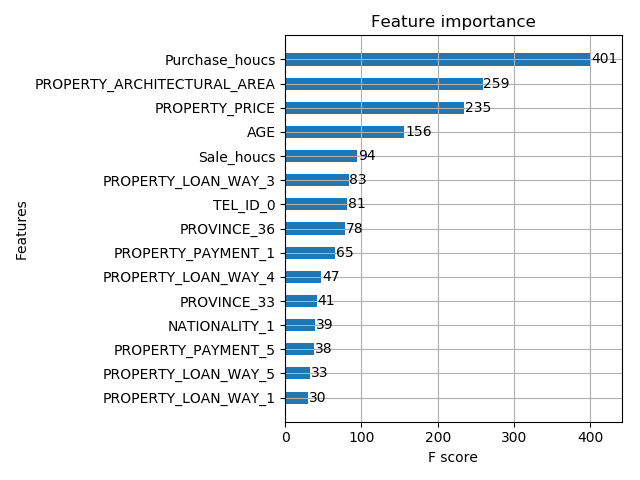 Feature importance
Features
Purchase_houcs 401
PROPERTY_ARCHITECTURAL_AREA 259
PROPERTY_PRICE 235
AGE 156
Sale_houcs 94
PROPERTY_LOAN_WAY_3 83
TEL_ID_0 81
PROVINCE_36 78
PROPERTY_PAYMENT_1 65
PROPERTY_LOAN_WAY_4 47
PROVINCE_33 41
NATIONALITY_1 39
PROPERTY_PAYMENT_5 38
PROPERTY_LOAN_WAY_5 33
PROPERTY_LOAN_WAY_1 30
0 100 200 300 400
F score